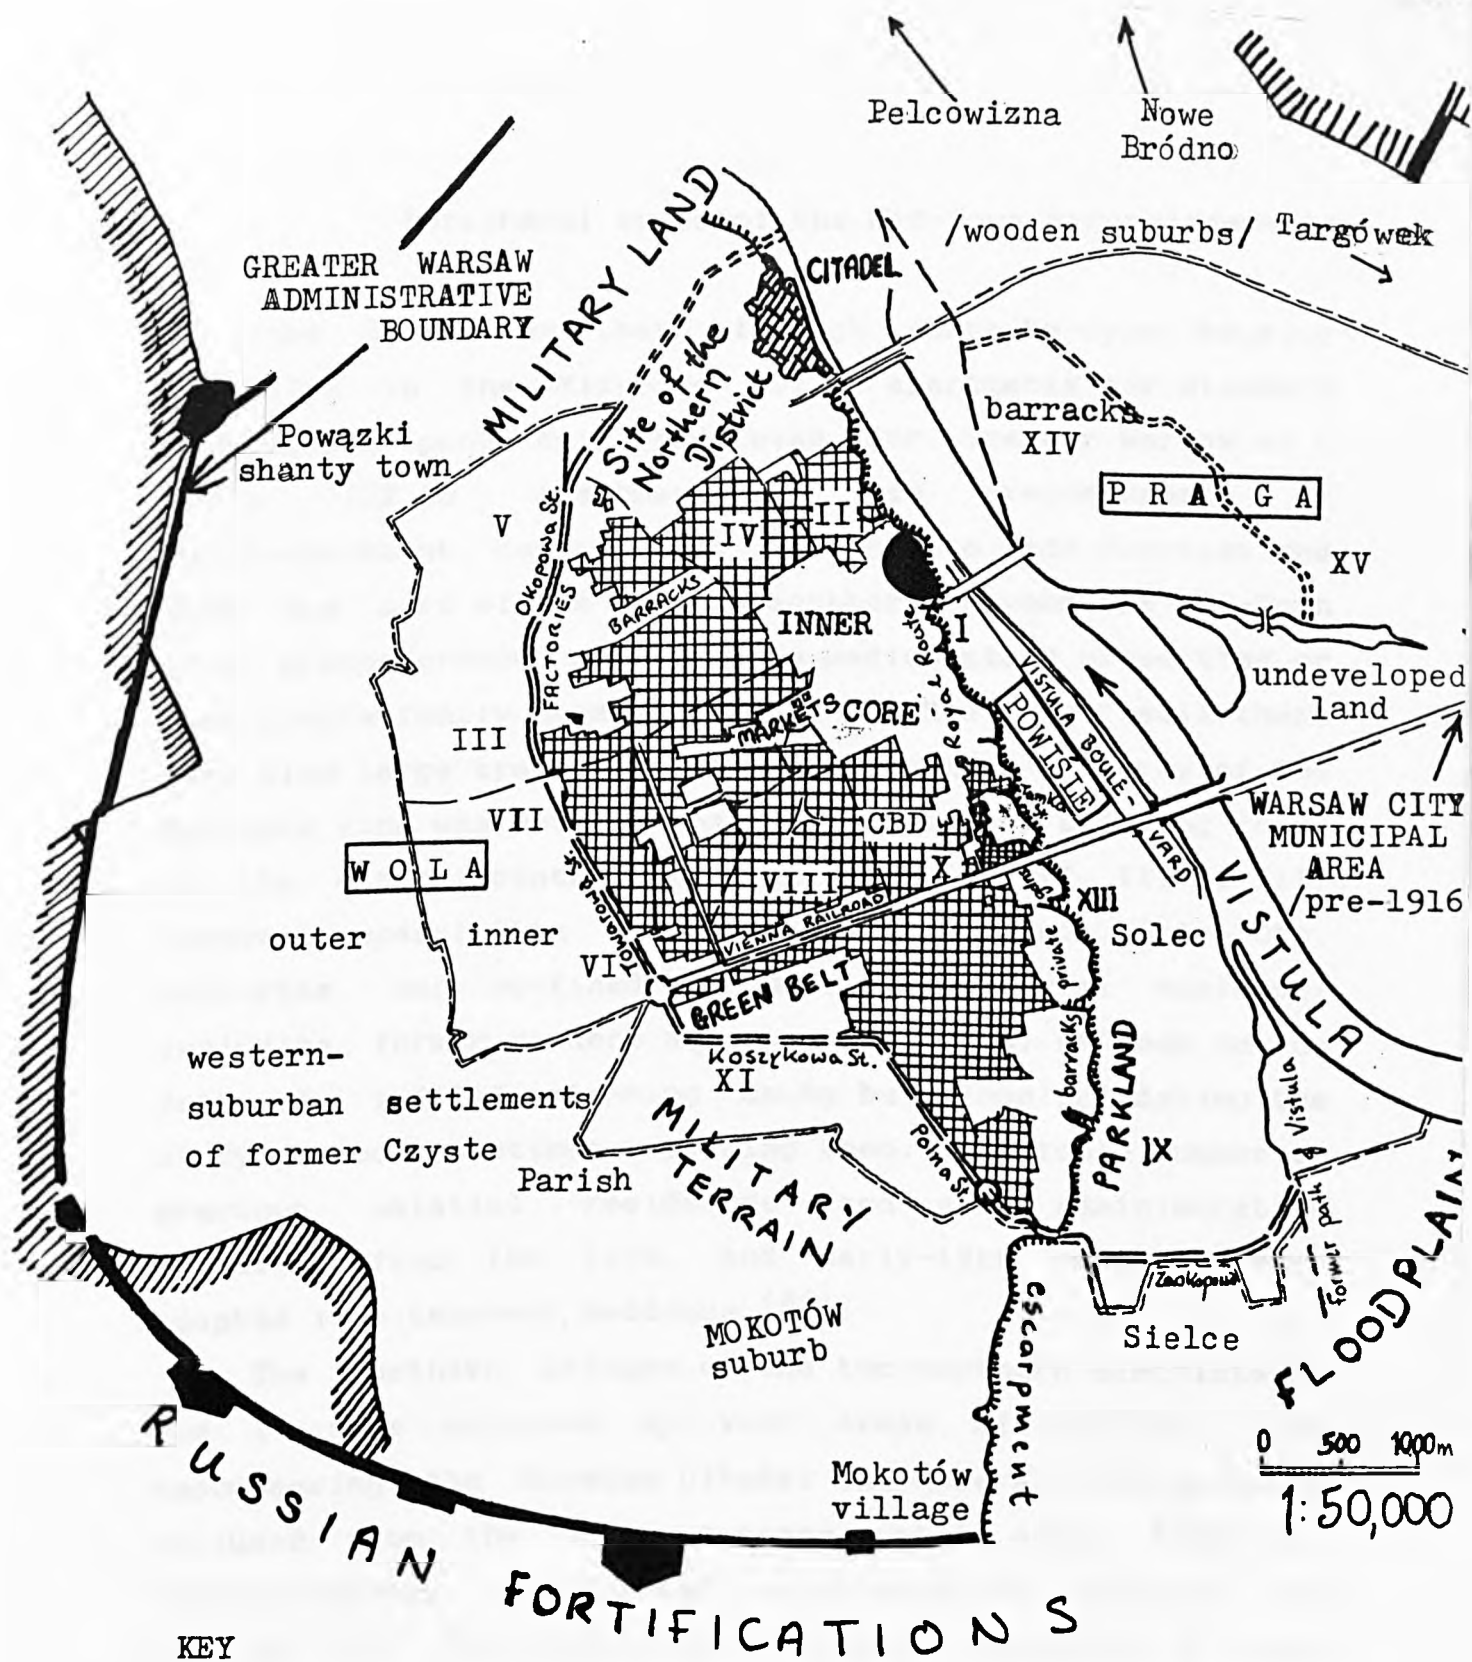 Pelcowizna
Nowe
Bródno
/wooden suburbs/ Targówek
MILITARY LAND
CITADEL
GREATER WARSAW
ADMINISTRATIVE
BOUNDARY
Site of the
Northern
District
Powązki
shanty town
barracks
XIV
PRAGA
XV
V
IV
II
Okopowa St.
FACTORIES
BARRACKS
INNER
CORE
I
Royal Route
MARKETS
VISTULA BOULE-
VARD
POWIŚLE
undeveloped
land
III
VII
CBD
X
VIII
WOLA
WARSAW CITY
MUNICIPAL
AREA
/pre-1916
outer
inner
VI
Towarowa St.
VIENNA RAILROAD
XIII
Solec
VISTULA
GREEN BELT
private
Koszykowa St.
XI
barracks
PARKLAND
western-
suburban settlements/
of former Czyste
Parish
MILITARY
TERRAIN
Polna St.
IX
former path of Vistula
FLOODPLAIN
Sielce
MOKOTÓW
suburb
escarpment
Mokotów
village
0 500 1000m
1:50,000
RUSSIAN FORTIFICATIONS
KEY